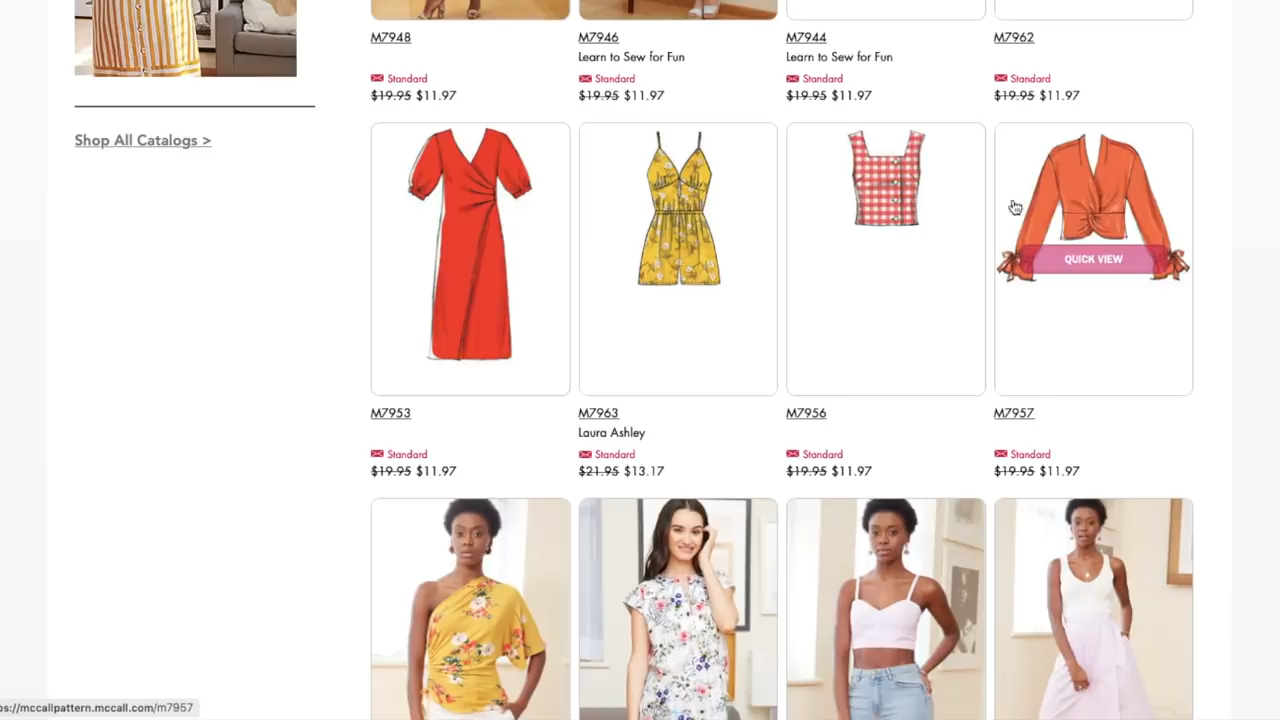 M7948
M7946
M7944
M7962
Learn to Sew for Fun
Learn to Sew for Fun
Standard
Standard
Standard
Standard
$19.95 $11.97
$19.95 $11.97
$19.95 $11.97
$19.95 $11.97
Shop All Catalogs >
QUICK VIEW
M7953
M7963
M7956
M7957
Laura Ashley
Standard
Standard
Standard
Standard
$19.95 $11.97
$21.95 $13.17
$19.95 $11.97
$19.95 $11.97
ps://mccallpattern.mccall.com/m7957